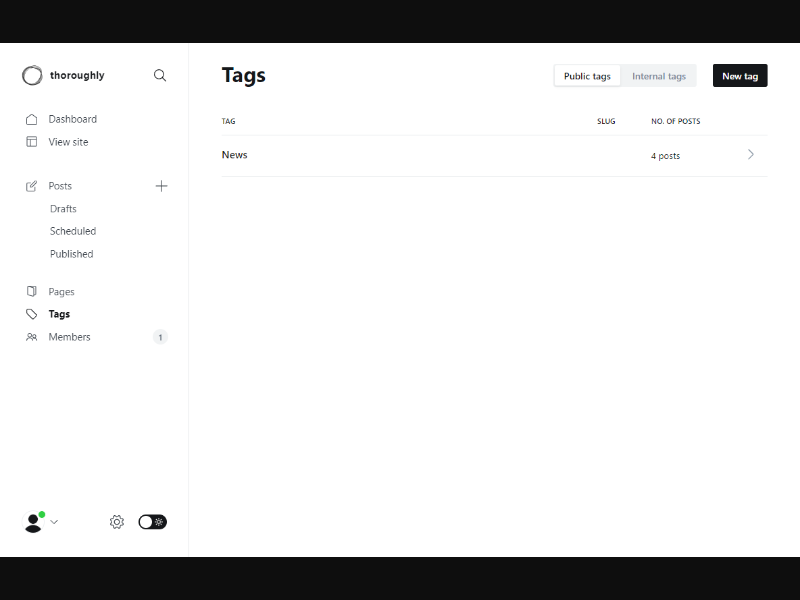 thoroughly
Dashboard
View site
Posts
Drafts
Scheduled
Published
Pages
Tags
Members
1
Tags
Public tags
Internal tags
New tag
TAG
SLUG
NO. OF POSTS
News
4 posts